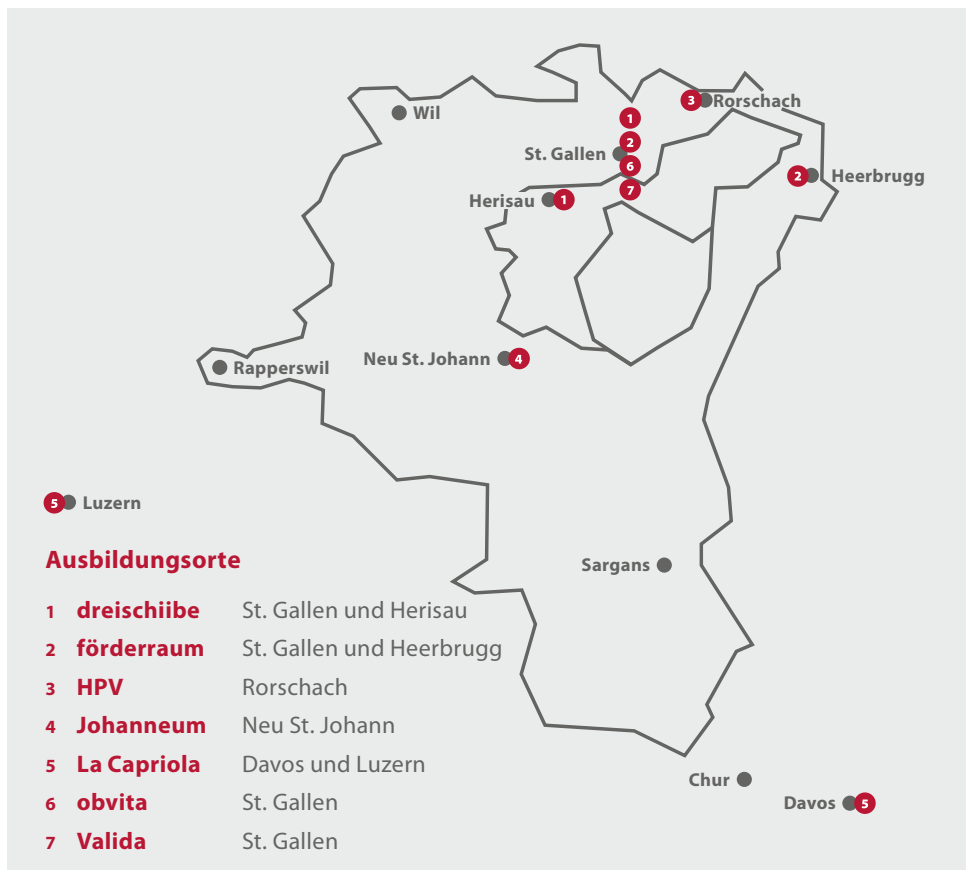 3 Rorschach
Wil
1
2
St. Gallen
6
2 Heerbrugg
7
Herisau 1
Neu St. Johann 4
Rapperswil
5 Luzern
Ausbildungsorte
Sargans
1 dreischiibe St. Gallen und Herisau
2 förderraum St. Gallen und Heerbrugg
3 HPV Rorschach
4 Johanneum Neu St. Johann
5 La Capriola Davos und Luzern
6 obvita St. Gallen
7 Valida St. Gallen
Chur
Davos 5